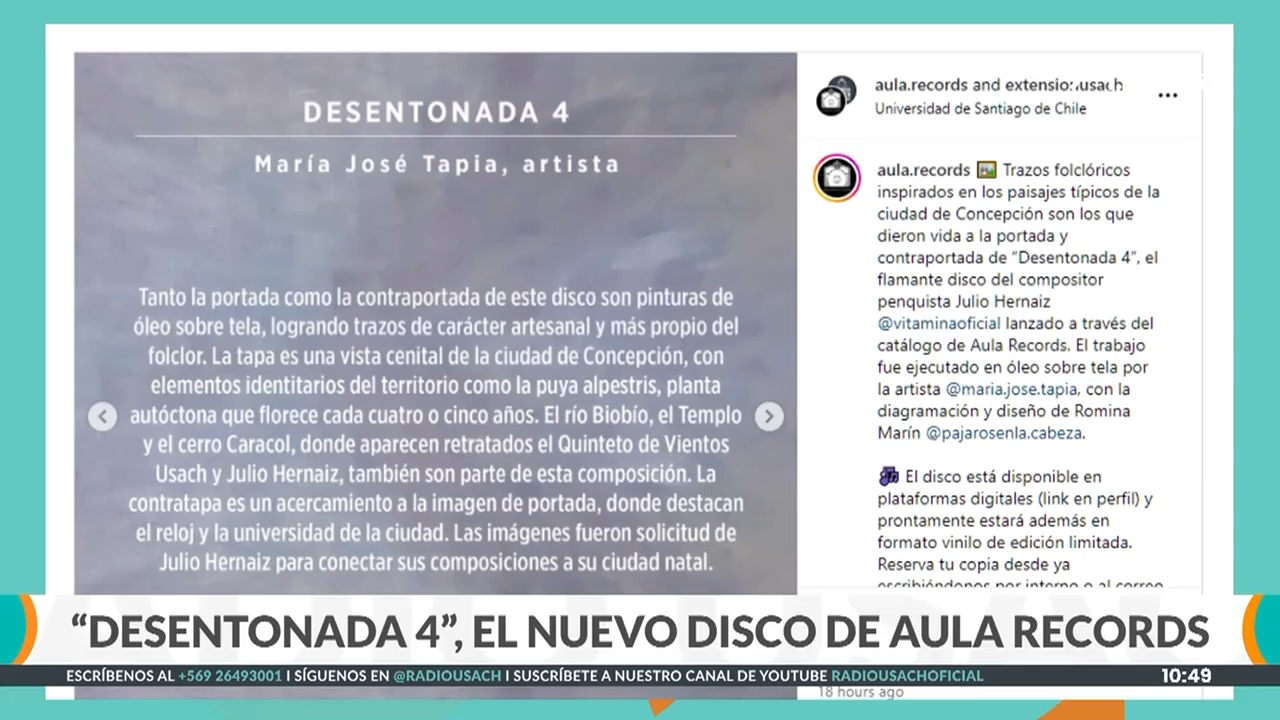 DESENTONADA 4
María José Tapia, artista
Tanto la portada como la contraportada de este disco son pinturas de
óleo sobre tela, logrando trazos de carácter artesanal y más propio del
folclor. La tapa es una vista cenital de la ciudad de Concepción, con
elementos identitarios del territorio como la puya alpestris, planta
autóctona que florece cada cuatro o cinco años. El río Biobío, el Templo
y el cerro Caracol, donde aparecen retratados el Quinteto de Vientos
Usach y Julio Hernaiz, también son parte de esta composición. La
contratapa es un acercamiento a la imagen de portada, donde destacan
el reloj y la universidad de la ciudad. Las imágenes fueron solicitud de
Julio Hernaiz para conectar sus composiciones a su ciudad natal.
aula.records and extension.usach
Universidad de Santiago de Chile
aula.records Trazos folclóricos
inspirados en los paisajes típicos de la
ciudad de Concepción son los que
dieron vida a la portada y
contraportada de "Desentonada 4", el
flamante disco del compositor
penquista Julio Hernaiz
@vitaminaoficial lanzado a través del
catálogo de Aula Records. El trabajo
fue ejecutado en óleo sobre tela por
la artista @maria.jose.tapia, con la
diagramación y diseño de Romina
Marín @pajarosenla.cabeza.
El disco está disponible en
plataformas digitales (link en perfil) y
prontamente estará además en
formato vinilo de edición limitada.
Reserva tu copia desde ya
escribiéndonos por interno o al correo
“DESENTONADA 4”, EL NUEVO DISCO DE AULA RECORDS
ESCRÍBENOS AL +569 26493001 I SÍGUENOS EN @RADIOUSACH I SUSCRÍBETE A NUESTRO CANAL DE YOUTUBE RADIOUSACHOFICIAL
10:49
18 hours ago